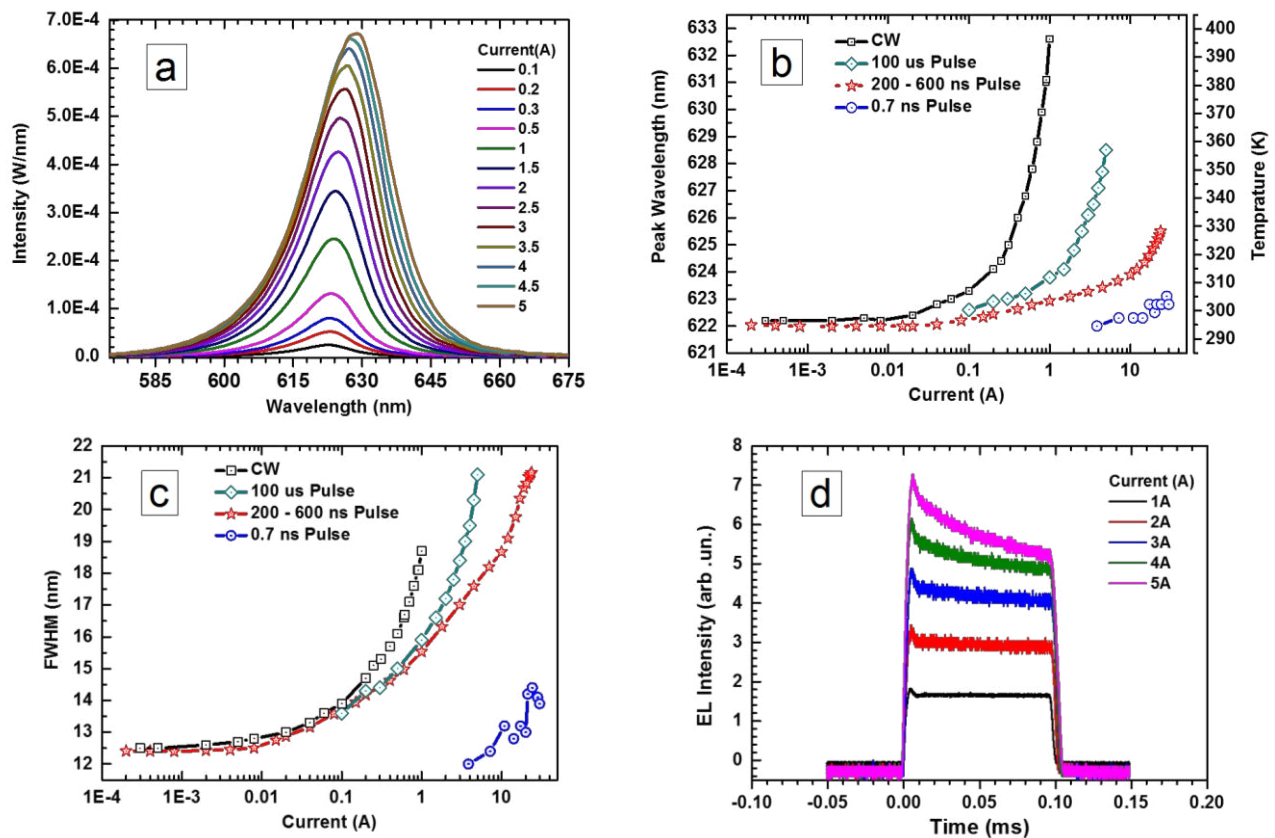 a
Current(A)
0.1
0.2
0.3
0.5
1
1.5
2
2.5
3
3.5
4
4.5
5
7.0E-4
6.0E-4
5.0E-4
4.0E-4
3.0E-4
2.0E-4
1.0E-4
0.0
Intensity (W/nm)
585 600 615 630 645 660 675
Wavelength (nm)
b
CW
100 us Pulse
200 - 600 ns Pulse
0.7 ns Pulse
633
632
631
630
629
628
627
626
625
624
623
622
621
Peak Wavelength (nm)
400
390
380
370
360
350
340
330
320
310
300
290
Temprature (K)
1E-4 1E-3 0.01 0.1 1 10
Current (A)
c
CW
100 us Pulse
200 - 600 ns Pulse
0.7 ns Pulse
22
21
20
19
18
17
16
15
14
13
12
FWHM (nm)
1E-4 1E-3 0.01 0.1 1 10
Current (A)
d
Current (A)
1A
2A
3A
4A
5A
8
7
6
5
4
3
2
1
0
EL Intensity (arb .un.)
-0.10 -0.05 0.00 0.05 0.10 0.15 0.20
Time (ms)